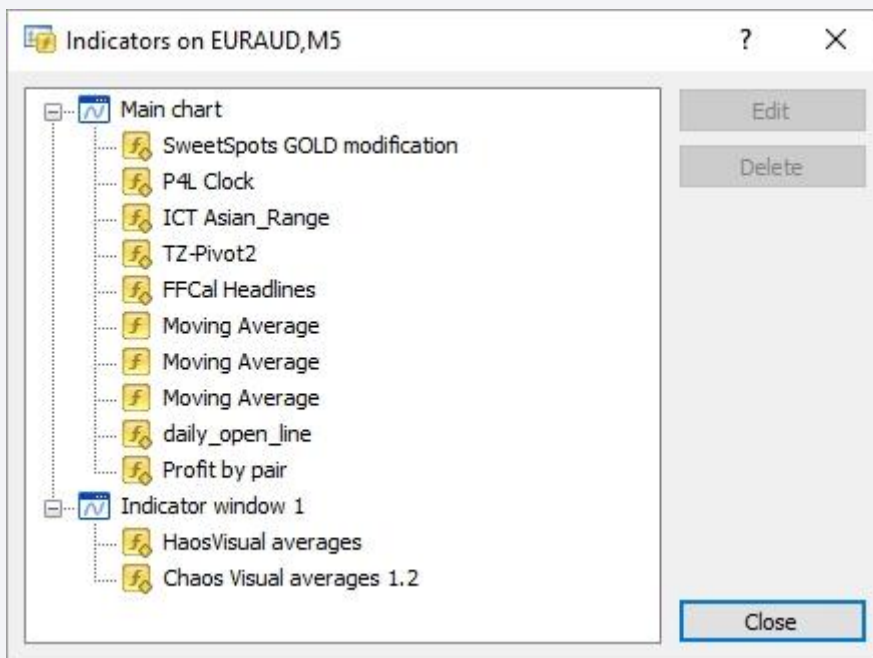 Indicators on EURAUD,M5
?
Main chart
Edit
SweetSpots GOLD modification
Delete
P4L Clock
ICT Asian_Range
TZ-Pivot2
FFCal Headlines
Moving Average
Moving Average
Moving Average
daily_open_line
Profit by pair
Indicator window 1
HaosVisual averages
Chaos Visual averages 1.2
Close